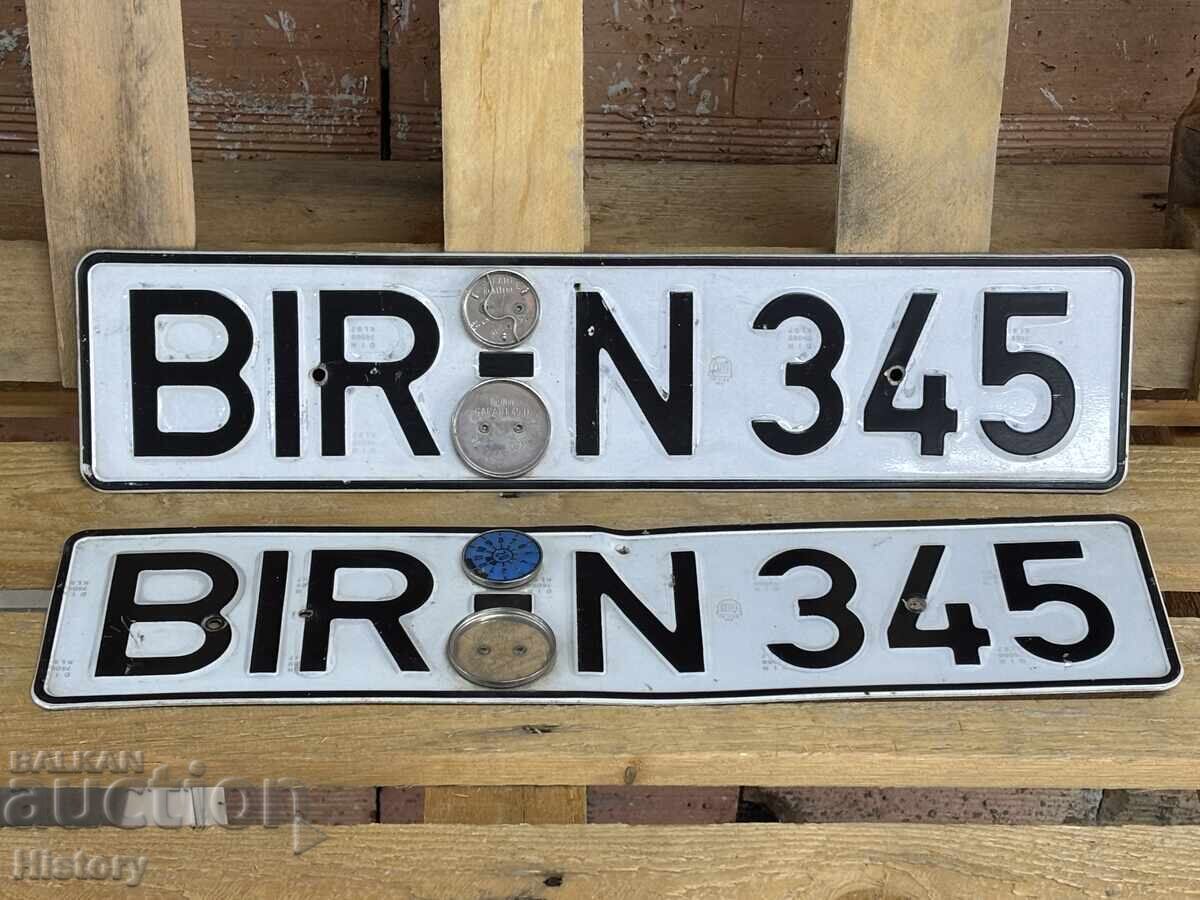 BIR-N 345
BIR-N 345
BALKAN
auction
History